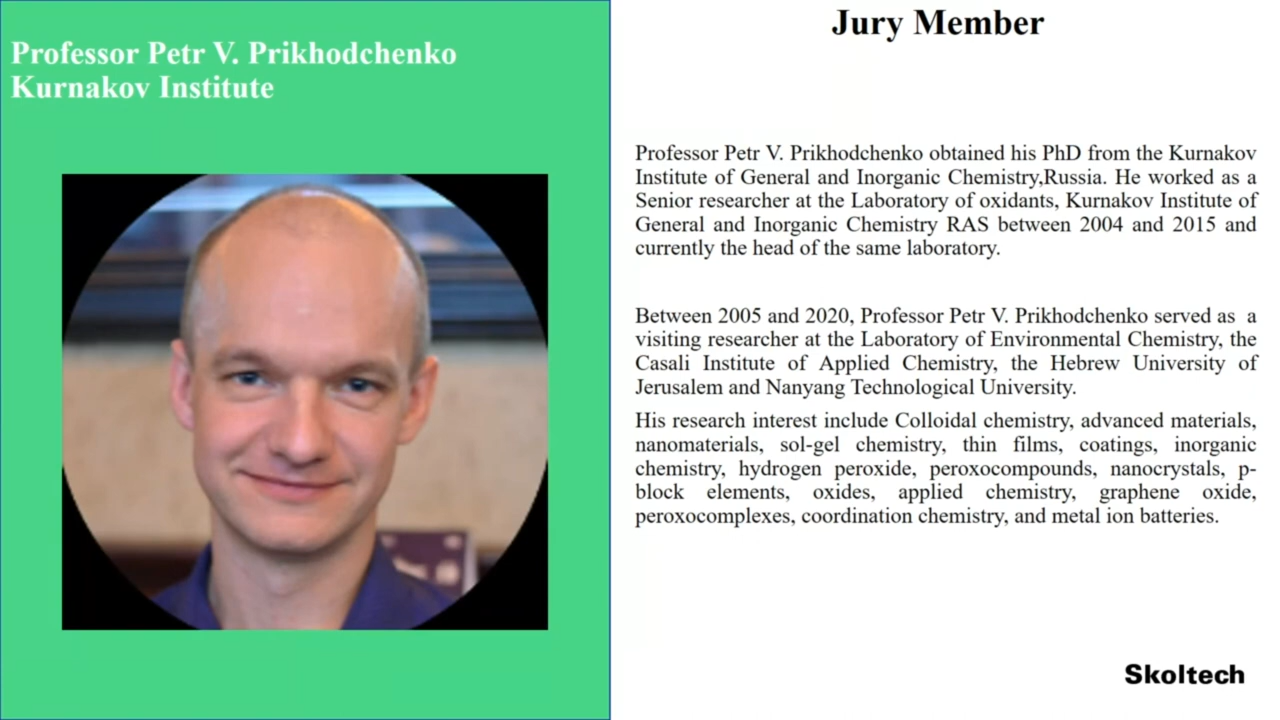 Professor Petr V. Prikhodchenko
Kurnakov Institute
Jury Member
Professor Petr V. Prikhodchenko obtained his PhD from the Kurnakov
Institute of General and Inorganic Chemistry,Russia. He worked as a
Senior researcher at the Laboratory of oxidants, Kurnakov Institute of
General and Inorganic Chemistry RAS between 2004 and 2015 and
currently the head of the same laboratory.
Between 2005 and 2020, Professor Petr V. Prikhodchenko served as a
visiting researcher at the Laboratory of Environmental Chemistry, the
Casali Institute of Applied Chemistry, the Hebrew University of
Jerusalem and Nanyang Technological University.
His research interest include Colloidal chemistry, advanced materials,
nanomaterials, sol-gel chemistry, thin films, coatings, inorganic
chemistry, hydrogen peroxide, peroxocompounds, nanocrystals, p-
block elements, oxides, applied chemistry, graphene oxide,
peroxocomplexes, coordination chemistry, and metal ion batteries.
Skoltech